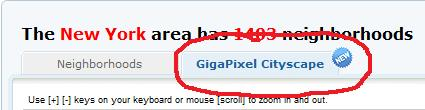 The New York area has 1493 neighborhoods
Neighborhoods GigaPixel Cityscape NEW
Use [+] [-] keys on your keyboard or mouse [scroll] to zoom in and out.